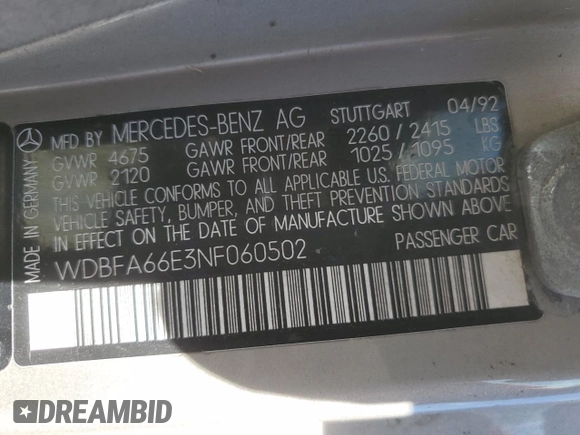 MADE IN GERMANY
MFD BY MERCEDES-BENZ AG STUTTGART 04/92
GVWR 4675 GAWR FRONT/REAR 2260/2415 LBS
GVWR 2120 GAWR FRONT/REAR 1025/1095 KG
THIS VEHICLE CONFORMS TO ALL APPLICABLE U.S. FEDERAL MOTOR
VEHICLE SAFETY, BUMPER, AND THEFT PREVENTION STANDARDS
IN EFFECT ON THE DATE OF MANUFACTURE SHOWN ABOVE.
WDBFA66E3NF060502 PASSENGER CAR
DREAMBID